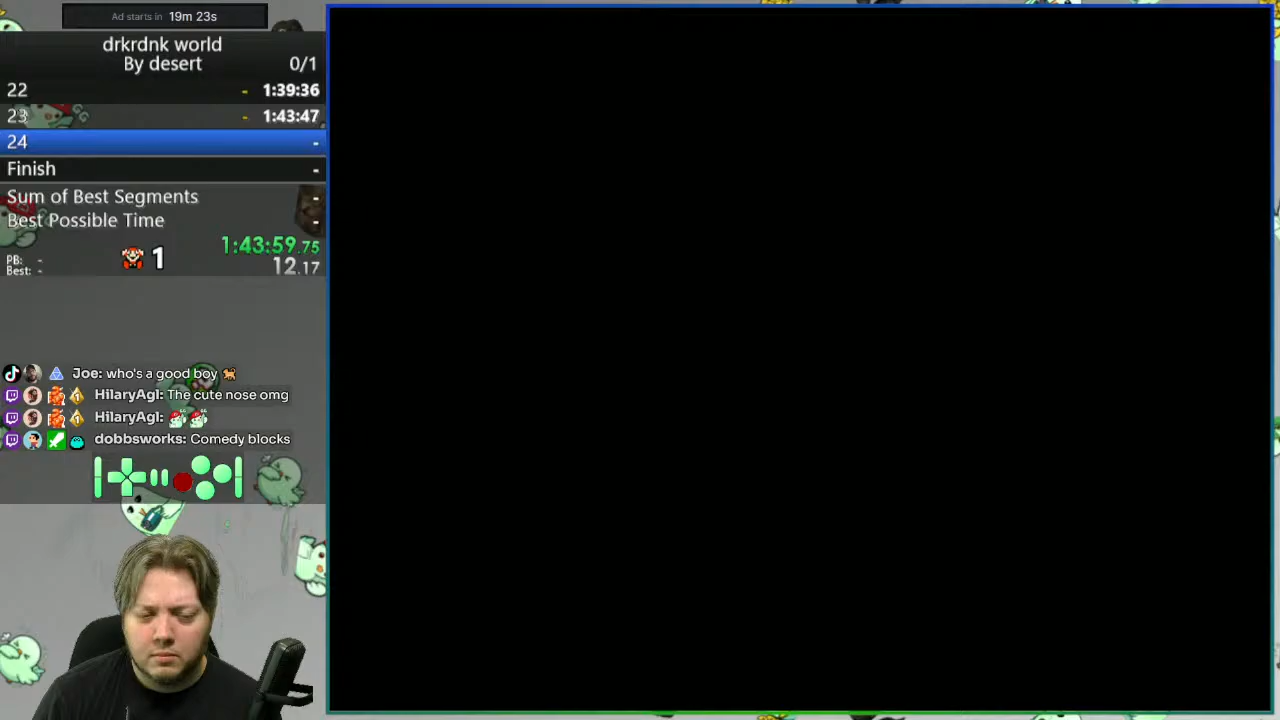 Ad starts in 19m 23s
drkrdnk world
By desert 0/1
22 - 1:39:36
23 - 1:43:47
24 -
Finish -
Sum of Best Segments -
Best Possible Time -
1:43:59.75
PB: - 1 12.17
Best: -
Joe: who's a good boy
HilaryAgl: The cute nose omg
HilaryAgl:
dobbsworks: Comedy blocks